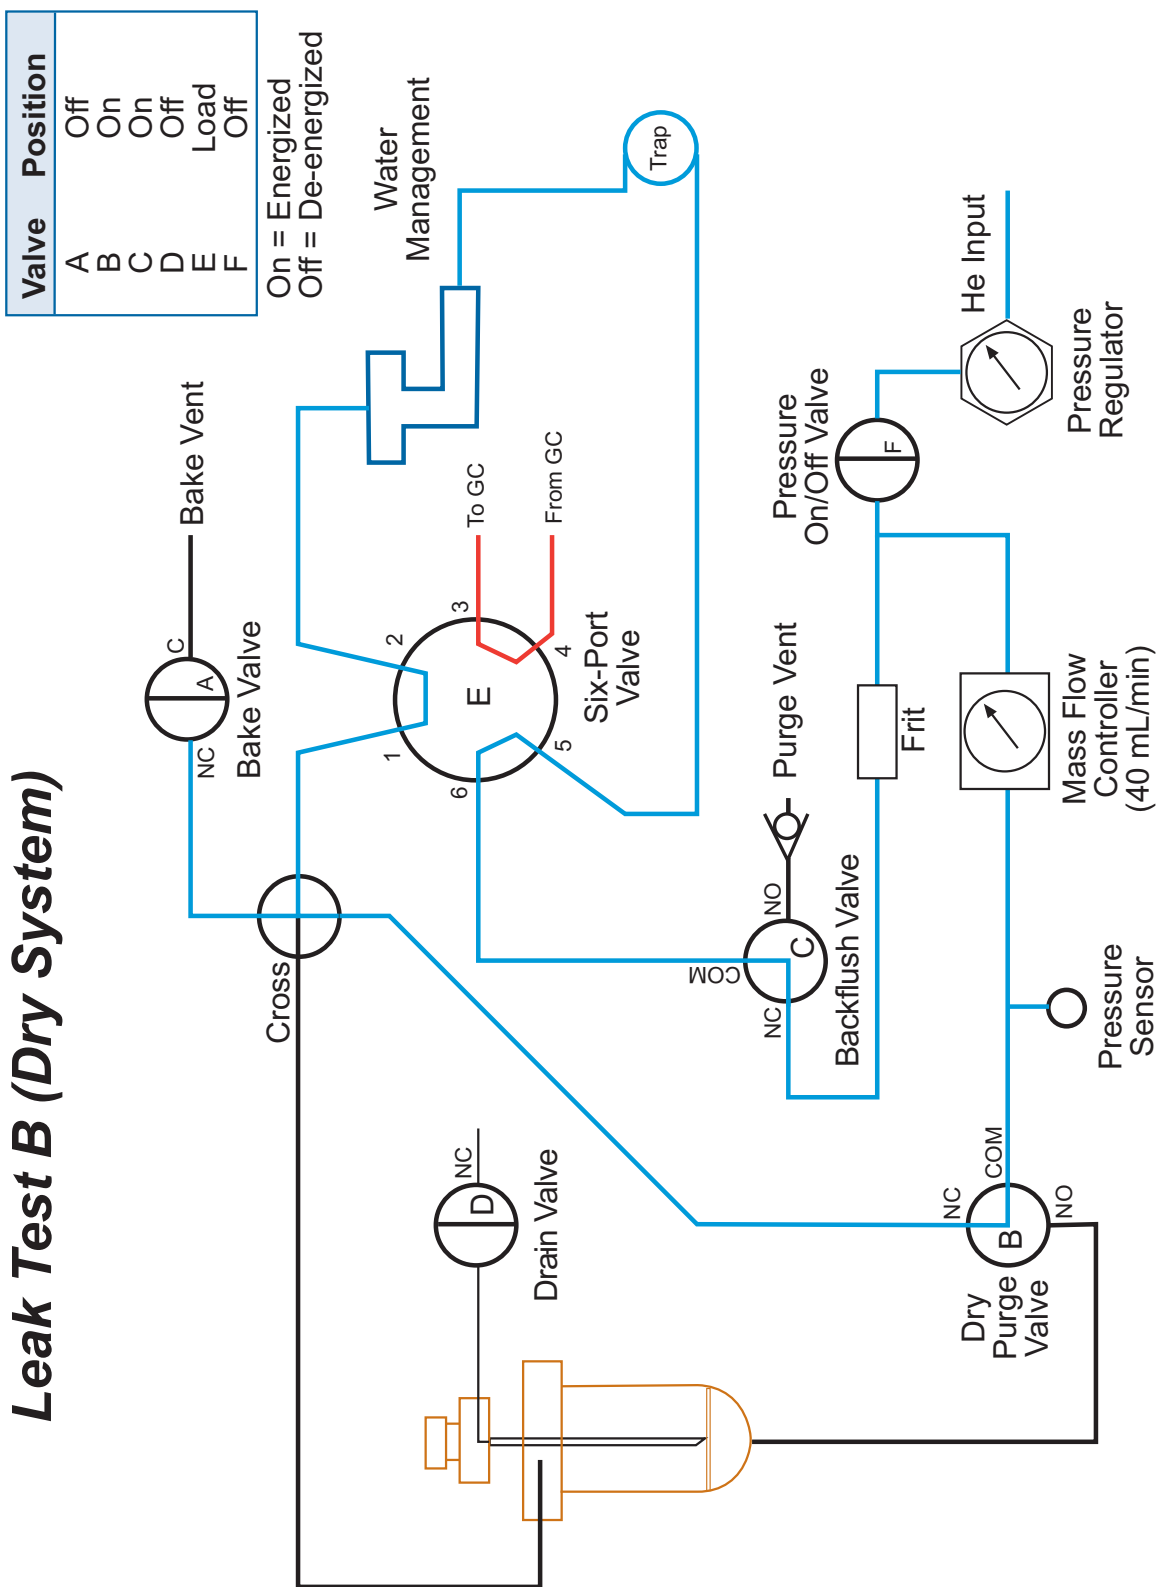 Leak Test B (Dry System)
Valve Position
A Off
B On
C On
D Off
E Load
F Off
On = Energized
Off = De-energized
Bake Vent
C
A
NC
Bake Valve
Water
Management
Trap
Cross
1
2
3
4
5
6
E
To GC
From GC
Six-Port
Valve
He Input
Pressure
Regulator
Pressure
On/Off Valve
F
Purge Vent
NO
C
COM
NC
Backflush Valve
Frit
Mass Flow
Controller
(40 mL/min)
Pressure
Sensor
NC
D
Drain Valve
NC
COM
B
NO
Dry
Purge
Valve